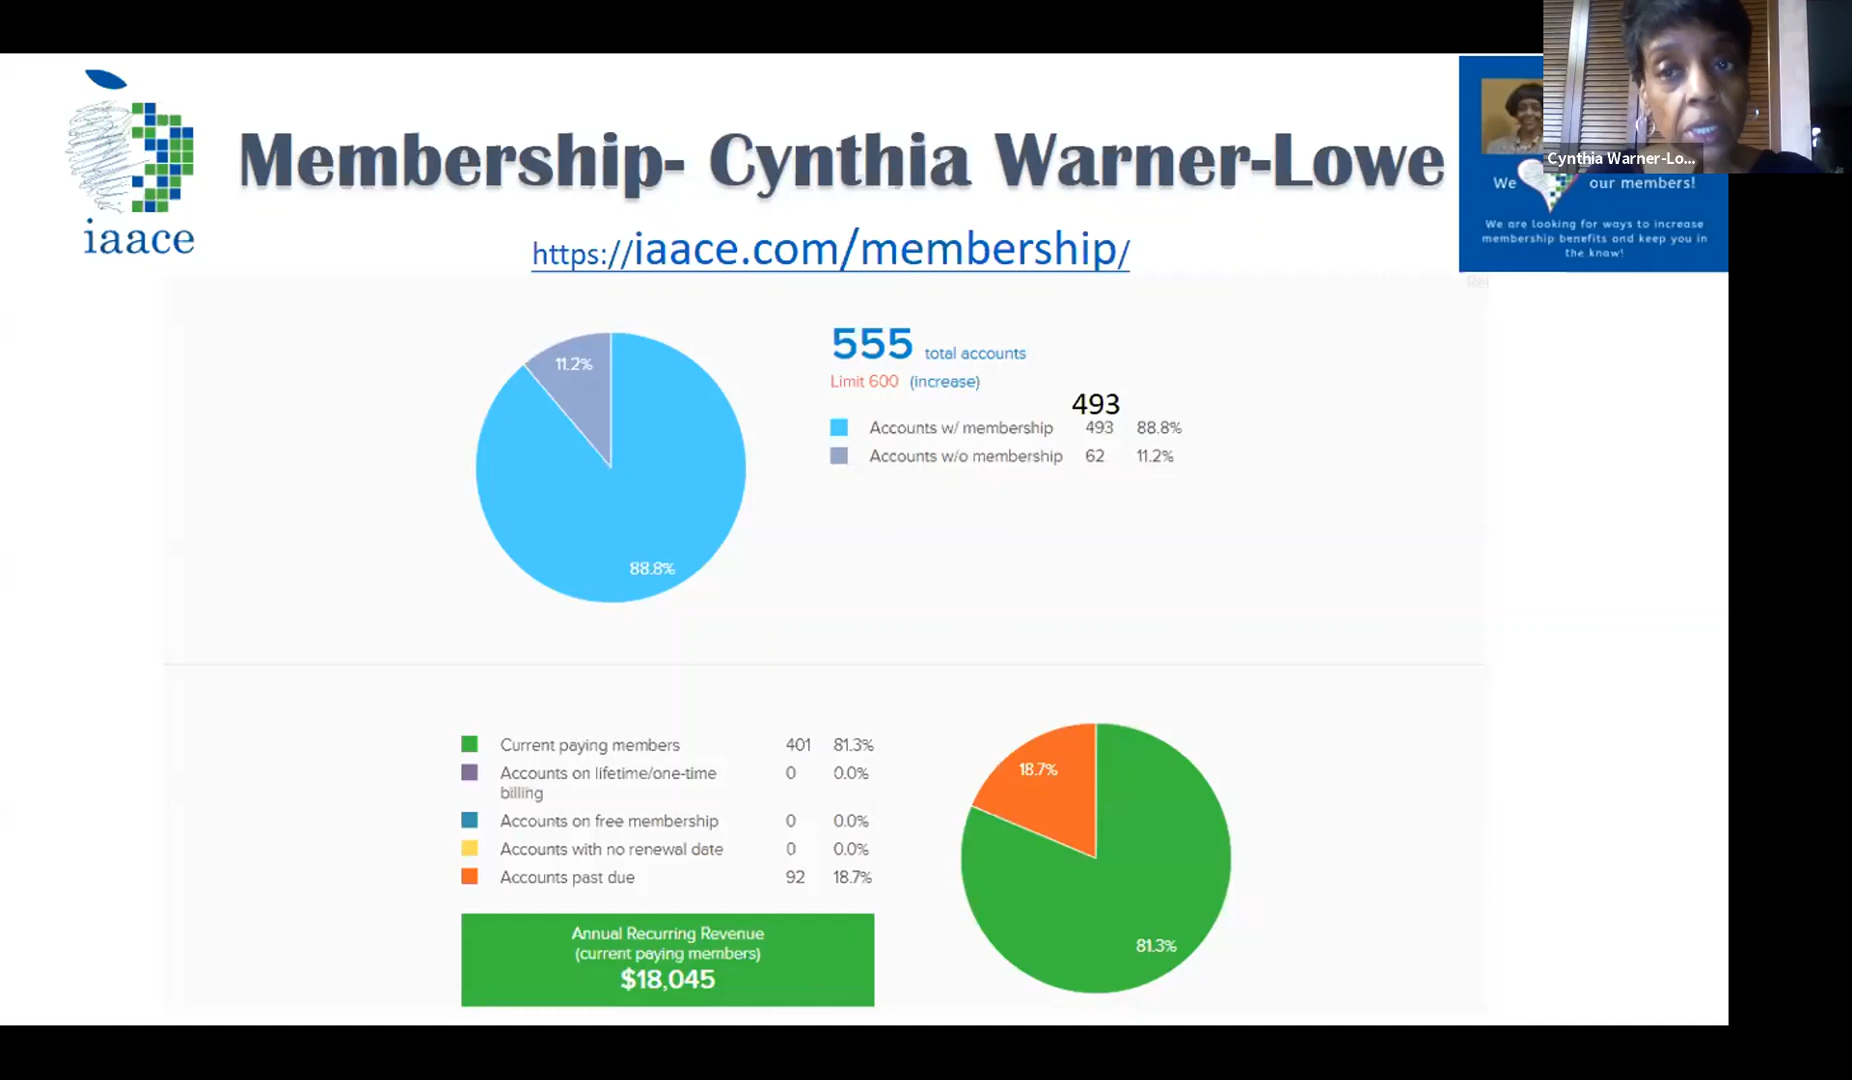 iaace
Membership- Cynthia Warner-Lowe
https://iaace.com/membership/
Cynthia Warner-Lo...
We our members!
We are looking for ways to increase
membership benefits and keep you in
the know!
11.2%
88.8%
555 total accounts
Limit 600 (increase)
493
Accounts w/ membership 493 88.8%
Accounts w/o membership 62 11.2%
Current paying members 401 81.3%
Accounts on lifetime/one-time 0 0.0%
billing
Accounts on free membership 0 0.0%
Accounts with no renewal date 0 0.0%
Accounts past due 92 18.7%
Annual Recurring Revenue
(current paying members)
$18,045
18.7%
81.3%